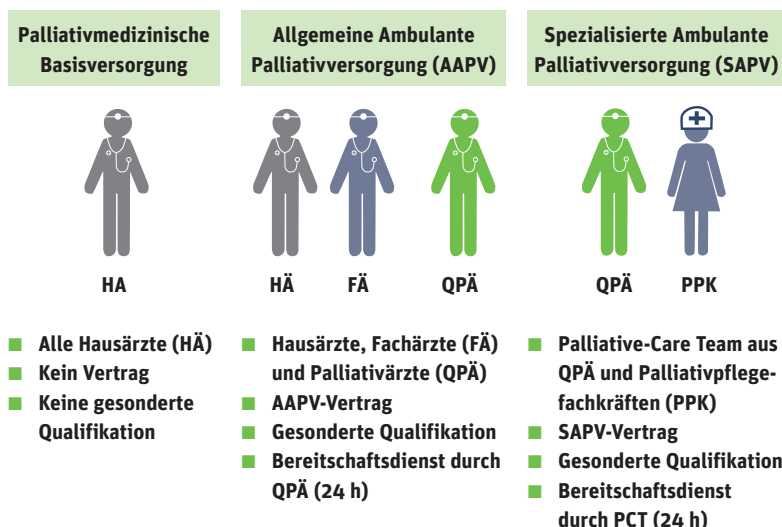 Palliativmedizinische
Basisversorgung
HA
■ Alle Hausärzte (HÄ)
■ Kein Vertrag
■ Keine gesonderte
Qualifikation
Allgemeine Ambulante
Palliativversorgung (AAPV)
HÄ FÄ QPÄ
■ Hausärzte, Fachärzte (FÄ)
und Palliativärzte (QPÄ)
■ AAPV-Vertrag
■ Gesonderte Qualifikation
■ Bereitschaftsdienst durch
QPÄ (24 h)
Spezialisierte Ambulante
Palliativversorgung (SAPV)
QPÄ PPK
■ Palliative-Care Team aus
QPÄ und Palliativpflege-
fachkräften (PPK)
■ SAPV-Vertrag
■ Gesonderte Qualifikation
■ Bereitschaftsdienst
durch PCT (24 h)